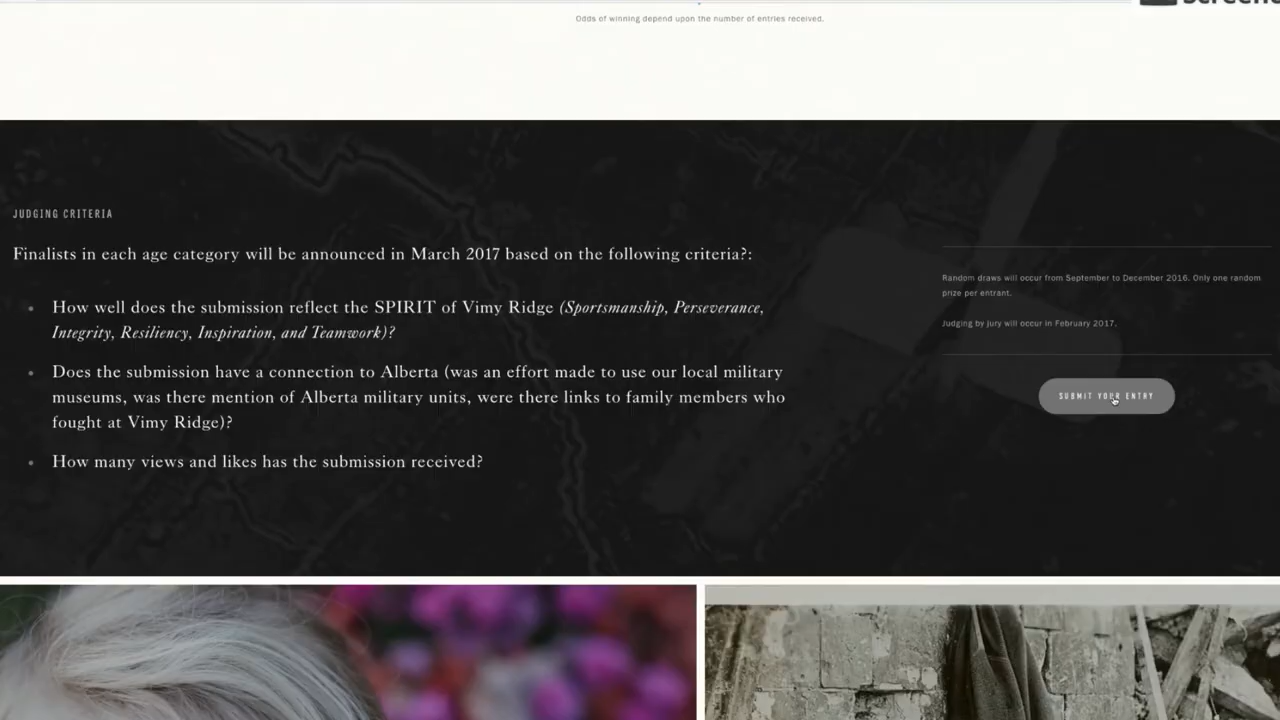 Odds of winning depend upon the number of entries received.
JUDGING CRITERIA
Finalists in each age category will be announced in March 2017 based on the following criteria?:
How well does the submission reflect the SPIRIT of Vimy Ridge (Sportsmanship, Perseverance,
Integrity, Resiliency, Inspiration, and Teamwork)?
Does the submission have a connection to Alberta (was an effort made to use our local military
museums, was there mention of Alberta military units, were there links to family members who
fought at Vimy Ridge)?
How many views and likes has the submission received?
Random draws will occur from September to December 2016. Only one random
prize per entrant.
Judging by jury will occur in February 2017.
SUBMIT YOUR ENTRY